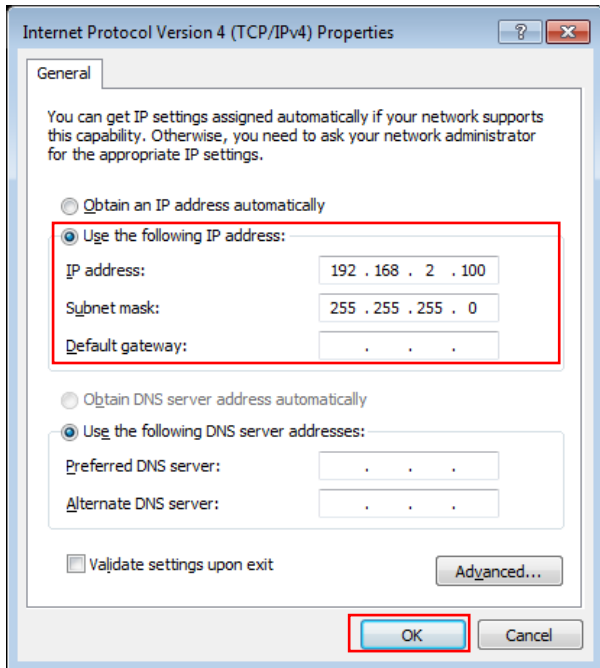 Internet Protocol Version 4 (TCP/IPv4) Properties
General
You can get IP settings assigned automatically if your network supports
this capability. Otherwise, you need to ask your network administrator
for the appropriate IP settings.
Obtain an IP address automatically
Use the following IP address:
IP address: 192 . 168 . 2 . 100
Subnet mask: 255 . 255 . 255 . 0
Default gateway: . . .
Obtain DNS server address automatically
Use the following DNS server addresses:
Preferred DNS server: . . .
Alternate DNS server: . . .
Validate settings upon exit
Advanced...
OK Cancel